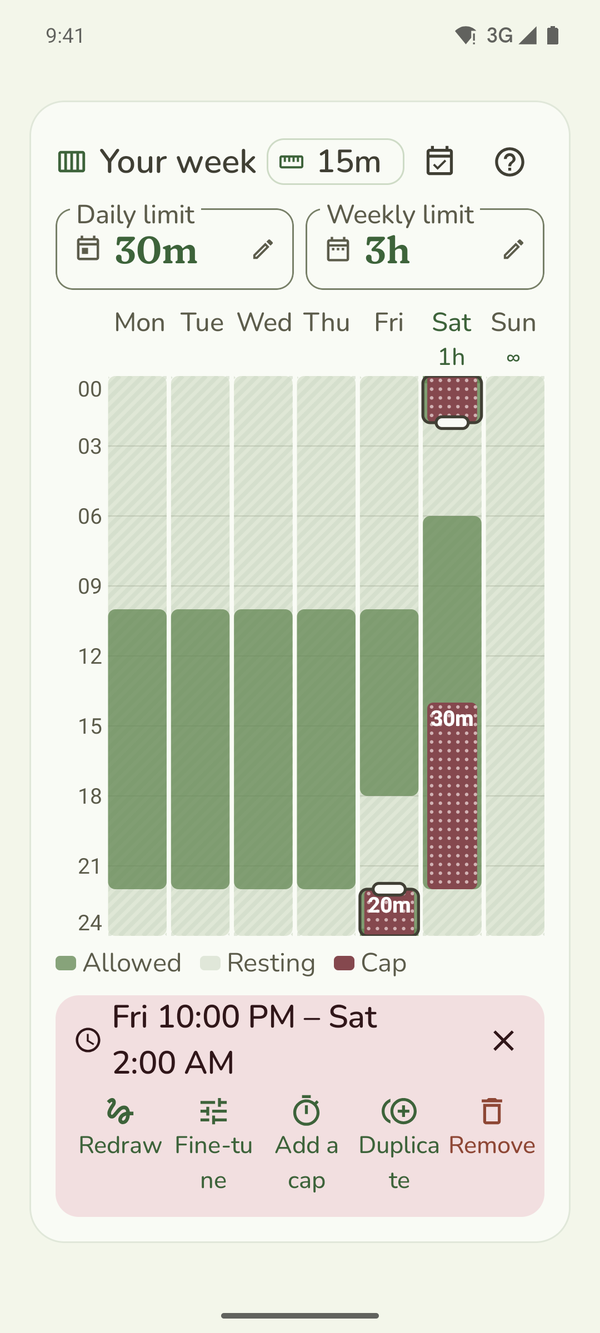 9:41
3G
Your week
15m
Daily limit
Weekly limit
30m
3h
Mon Tue Wed Thu Fri Sat Sun
1h ∞
00
03
06
09
12
30m
15
18
21
20m
24
Allowed Resting Cap
Fri 10:00 PM – Sat
2:00 AM
Redraw Fine-tu Add a Duplica Remove
ne cap te